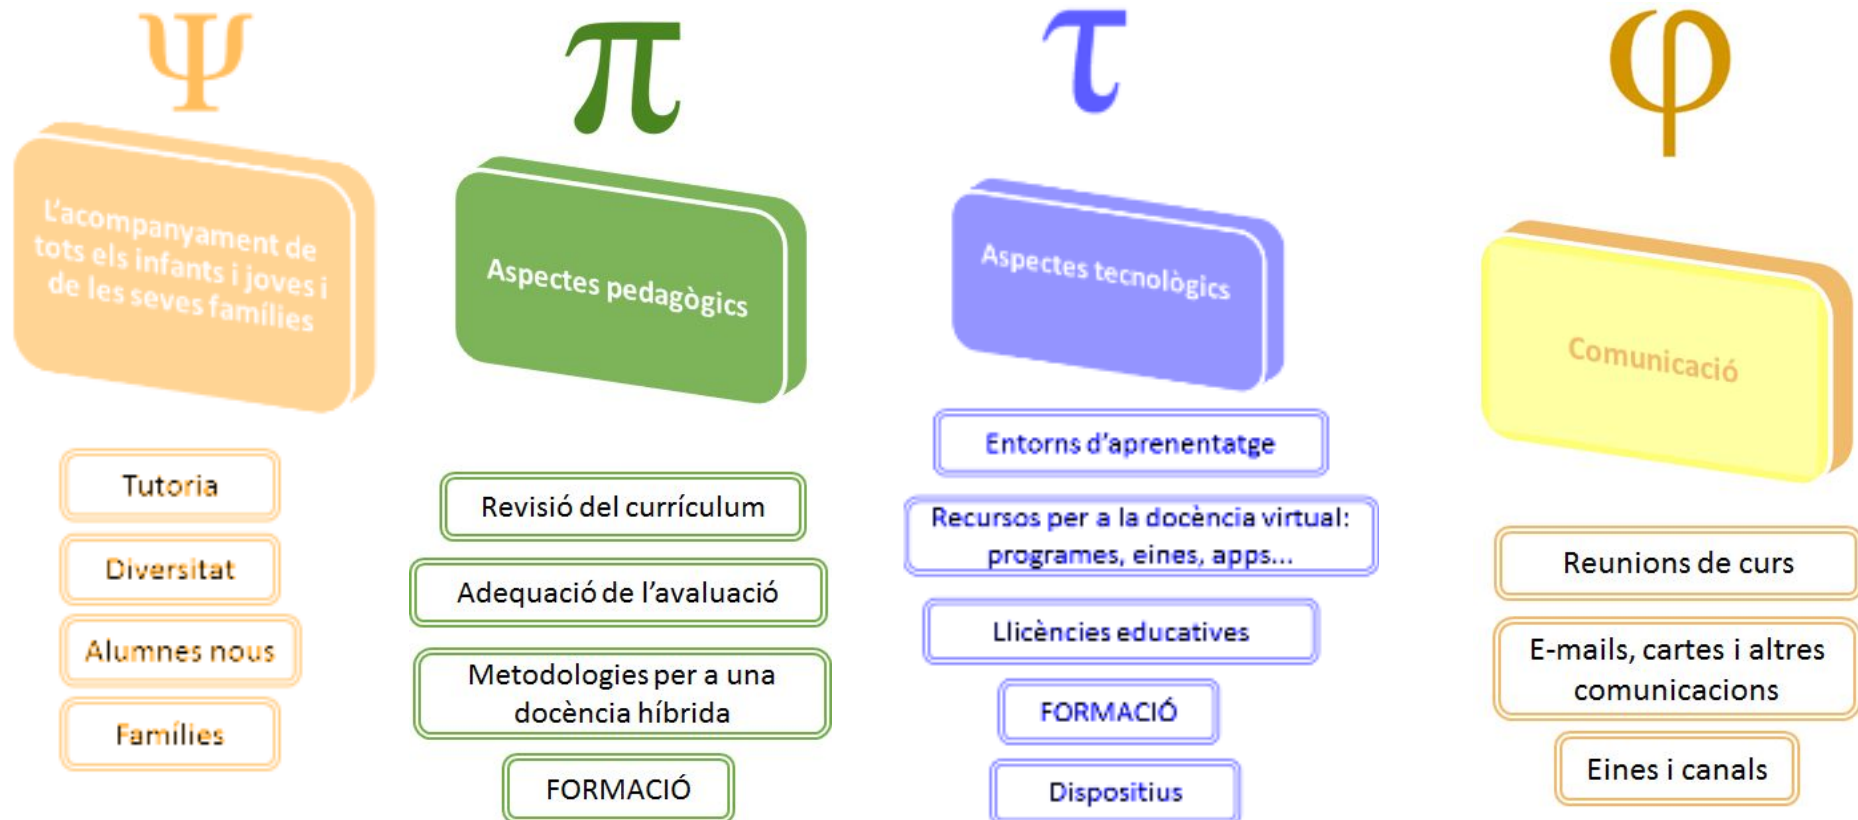 Ψ
L'acompanyament de
tots els infants i joves i
de les seves famílies
Tutoria
Diversitat
Alumnes nous
Famílies
π
Aspectes pedagògics
Revisió del currículum
Adequació de l'avaluació
Metodologies per a una
docència híbrida
FORMACIÓ
τ
Aspectes tecnològics
Entorns d'aprenentatge
Recursos per a la docència virtual:
programes, eines, apps...
Llicències educatives
FORMACIÓ
Dispositius
φ
Comunicació
Reunions de curs
E-mails, cartes i altres
comunicacions
Eines i canals